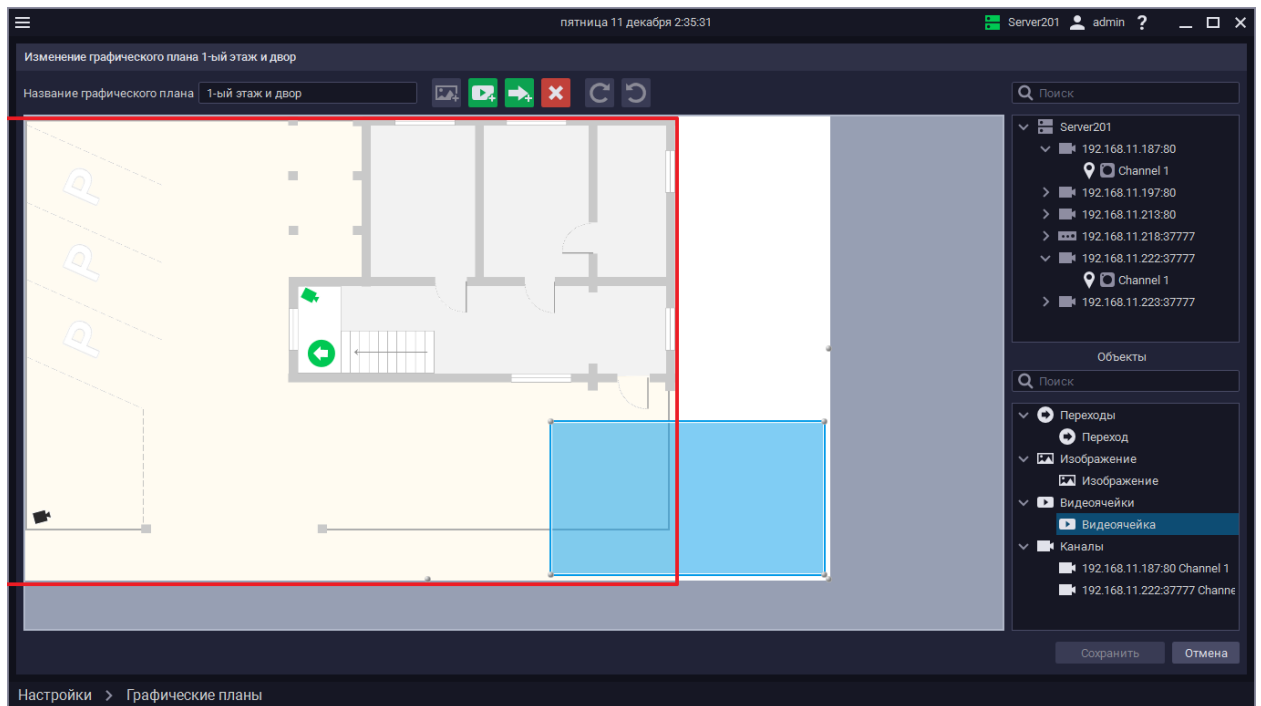 пятница 11 декабря 2:35:31
Server201 admin ?
Изменение графического плана 1-ый этаж и двор
Название графического плана 1-ый этаж и двор
Поиск
Server201
192.168.11.187:80
Channel 1
192.168.11.197:80
192.168.11.213:80
192.168.11.218:37777
192.168.11.222:37777
Channel 1
192.168.11.223:37777
P
P
P
Объекты
Поиск
Переходы
Переход
Изображение
Изображение
Видеоячейки
Видеоячейка
Каналы
192.168.11.187:80 Channel 1
192.168.11.222:37777 Channe
Сохранить Отмена
Настройки > Графические планы